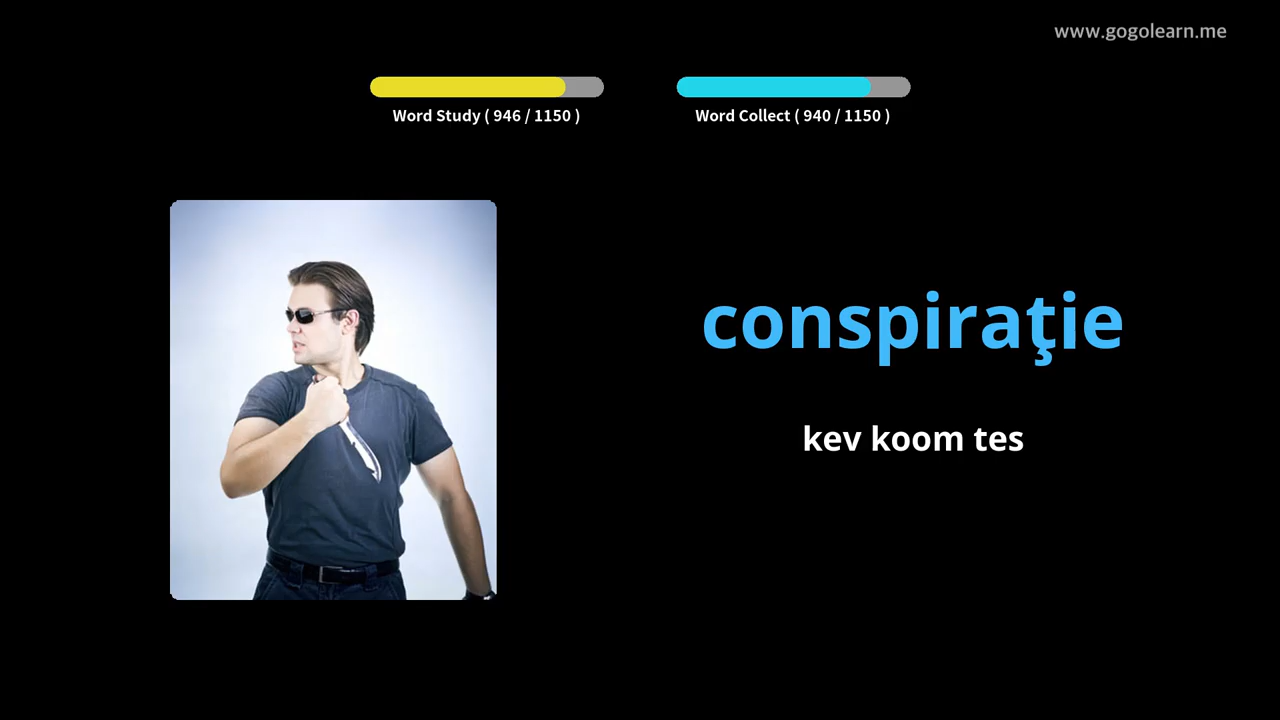 www.gogolearn.me
Word Study ( 946 / 1150 )
Word Collect ( 940 / 1150 )
conspiraţie
kev koom tes